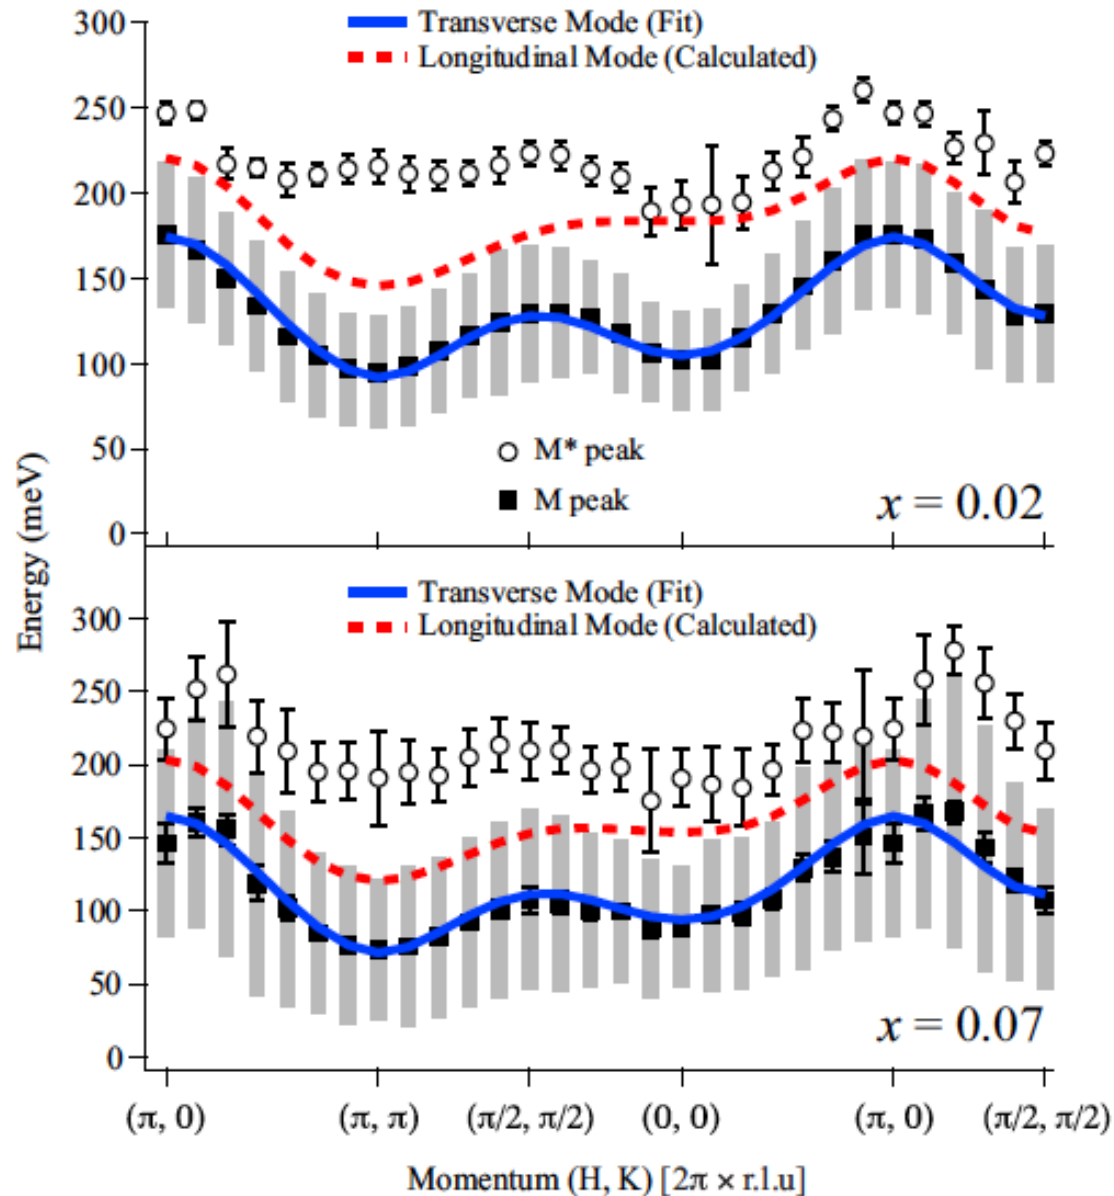 300
250
200
150
100
50
0
Transverse Mode (Fit)
Longitudinal Mode (Calculated)
M* peak
M peak
x = 0.02
Energy (meV)
300
250
200
150
100
50
0
Transverse Mode (Fit)
Longitudinal Mode (Calculated)
x = 0.07
(π, 0) (π, π) (π/2, π/2) (0, 0) (π, 0) (π/2, π/2)
Momentum (H, K) [2π × r.l.u]